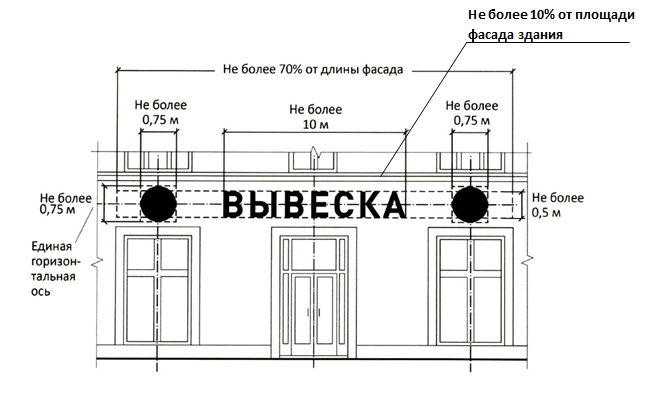 Не более 10% от площади
фасада здания
Не более 70% от длины фасада
Не более
0,75 м
Не более
10 м
Не более
0,75 м
Не более
0,75 м
ВЫВЕСКА
Не более
0,5 м
Единая
горизон-
тальная
ось